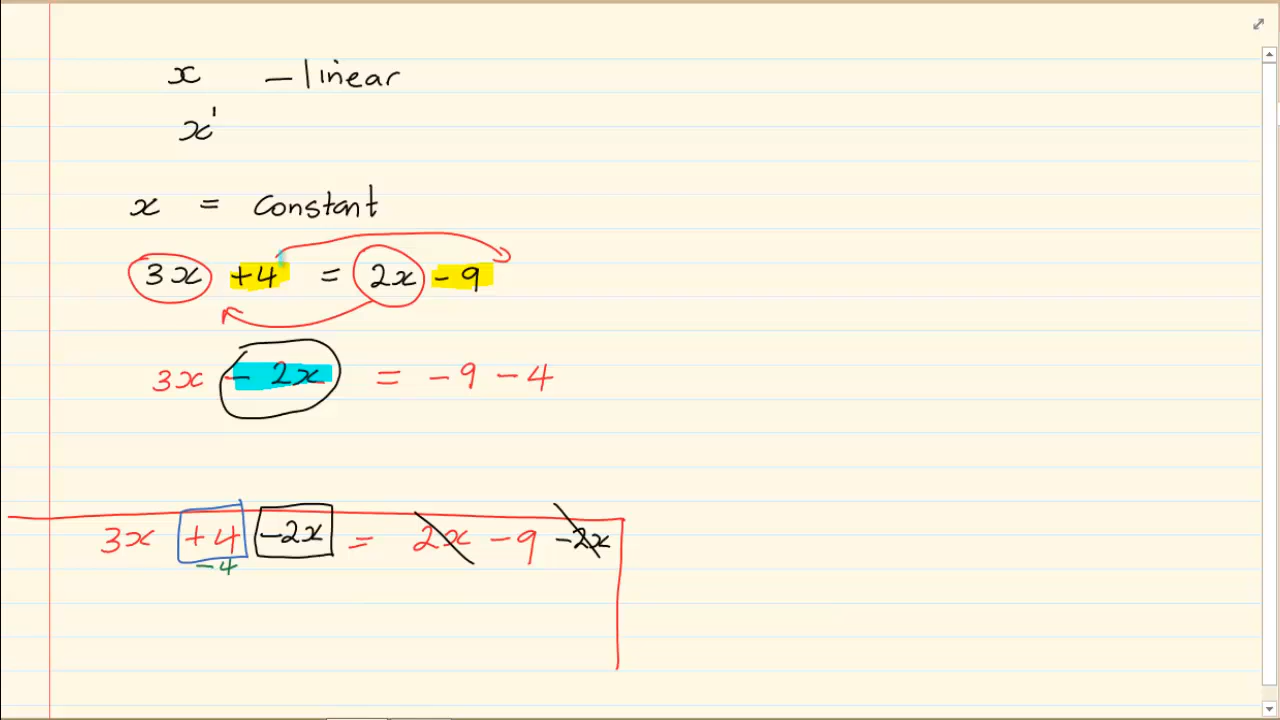 x - linear
x¹
x = constant
3x +4 = 2x - 9
3x - 2x = - 9 - 4
3x +4 -2x = 2x - 9 -2x
-4